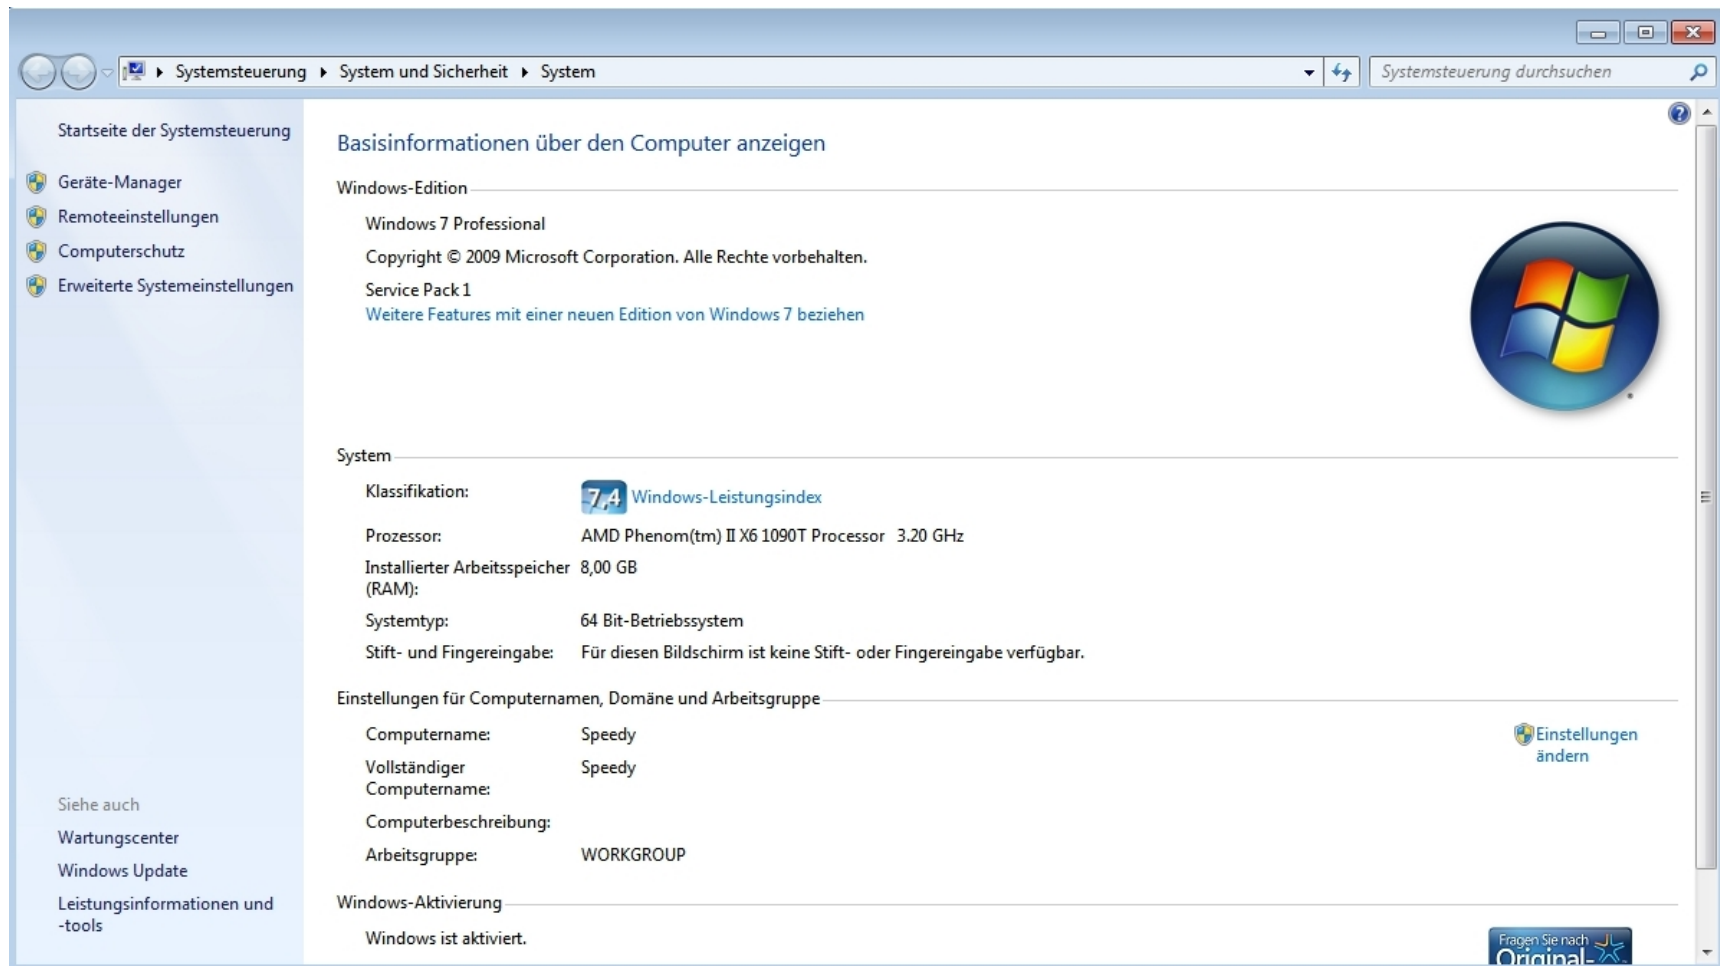 Systemsteuerung ▸ System und Sicherheit ▸ System
Systemsteuerung durchsuchen
Startseite der Systemsteuerung
Geräte-Manager
Remoteeinstellungen
Computerschutz
Erweiterte Systemeinstellungen
Siehe auch
Wartungscenter
Windows Update
Leistungsinformationen und
-tools
Basisinformationen über den Computer anzeigen
Windows-Edition
Windows 7 Professional
Copyright © 2009 Microsoft Corporation. Alle Rechte vorbehalten.
Service Pack 1
Weitere Features mit einer neuen Edition von Windows 7 beziehen
System
Klassifikation: 7,4 Windows-Leistungsindex
Prozessor: AMD Phenom(tm) II X6 1090T Processor 3.20 GHz
Installierter Arbeitsspeicher 8,00 GB
(RAM):
Systemtyp: 64 Bit-Betriebssystem
Stift- und Fingereingabe: Für diesen Bildschirm ist keine Stift- oder Fingereingabe verfügbar.
Einstellungen für Computernamen, Domäne und Arbeitsgruppe
Computername: Speedy
Einstellungen
ändern
Vollständiger Speedy
Computername:
Computerbeschreibung:
Arbeitsgruppe: WORKGROUP
Windows-Aktivierung
Windows ist aktiviert.
Fragen Sie nach
Original-